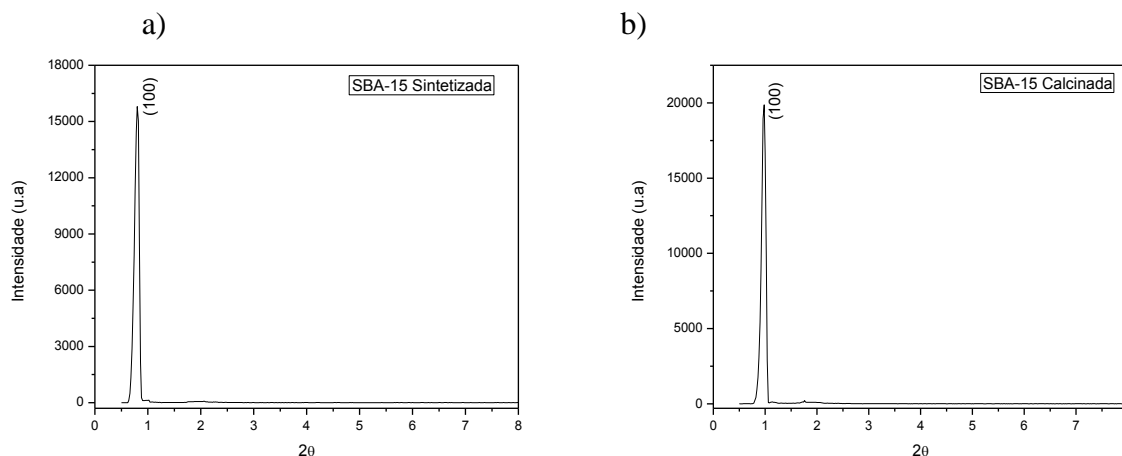 a)
SBA-15 Sintetizada
(100)
18000
15000
12000
9000
6000
3000
0
0 1 2 3 4 5 6 7 8
Intensidade (u.a)
2θ
b)
SBA-15 Calcinada
(100)
20000
15000
10000
5000
0
0 1 2 3 4 5 6 7
Intensidade (u.a)
2θ